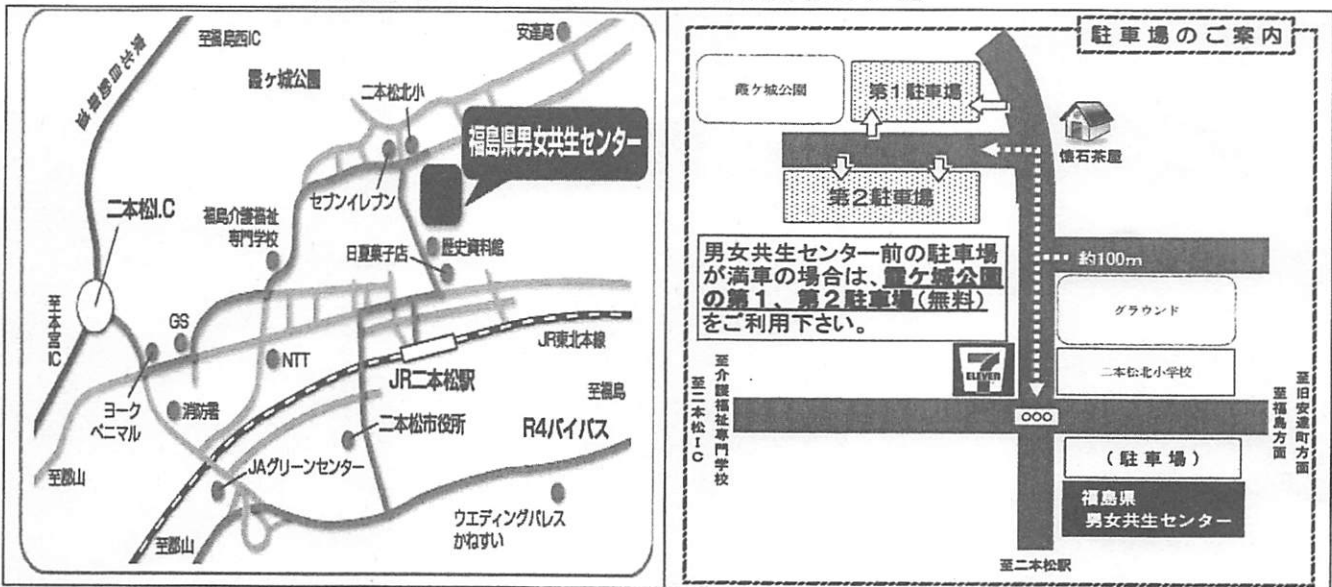 至福島西IC
東北自動車道
安達高
霞ヶ城公園
二本松北小
福島県男女共生センター
セブンイレブン
二本松I.C
福島介護福祉
専門学校
歴史資料館
日夏菓子店
至本宮IC
GS
NTT
JR東北本線
JR二本松駅
至福島
ヨーク
ベニマル
消防署
二本松市役所
R4バイパス
至郡山
JAグリーンセンター
ウエディングパレス
かねすい
至郡山
駐車場のご案内
霞ケ城公園
第1駐車場
懐石茶屋
第2駐車場
男女共生センター前の駐車場
が満車の場合は、霞ケ城公園
の第1、第2駐車場(無料)
をご利用下さい。
約100m
グラウンド
7
ELEVEN
二本松北小学校
至介護福祉専門学校
至二本松IC
至旧安達町方面
至福島方面
(駐車場)
福島県
男女共生センター
至二本松駅